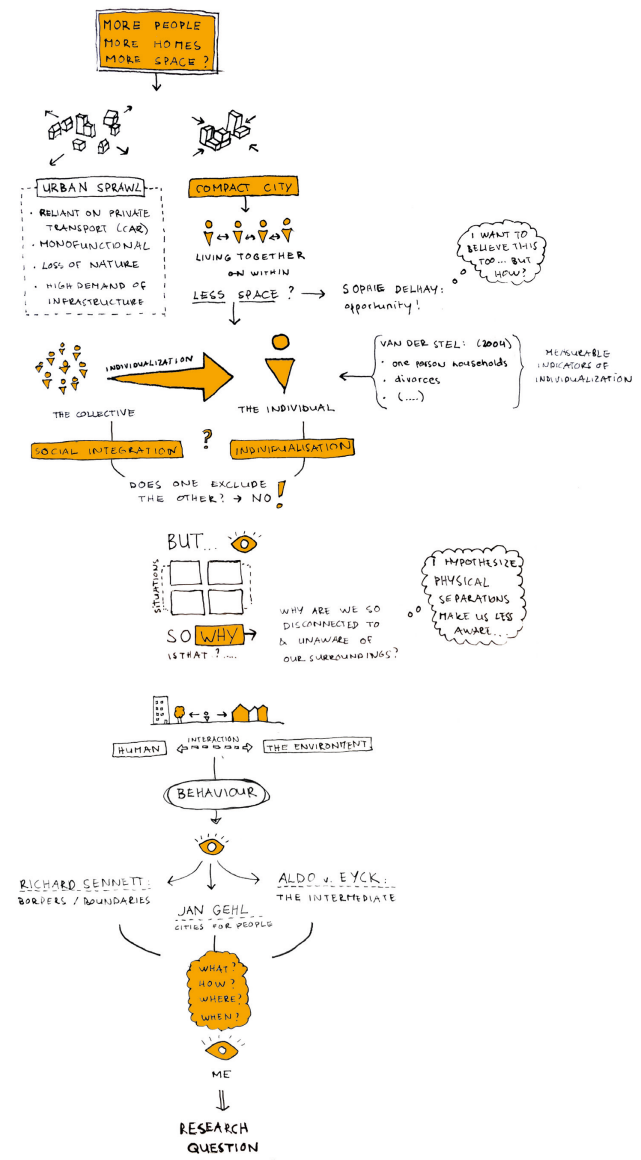 MORE PEOPLE
MORE HOMES
MORE SPACE?
URBAN SPRAWL
· RELIANT ON PRIVATE
TRANSPORT (CAR)
· MONOFUNCTIONAL
· LOSS OF NATURE
· HIGH DEMAND OF
INFRASTRUCTURE
COMPACT CITY
LIVING TOGETHER
ON WITHIN
LESS SPACE?
SOPHIE DELHAY:
opportunity!
I WANT TO
BELIEVE THIS
TOO... BUT
HOW?
INDIVIDUALIZATION
THE COLLECTIVE
THE INDIVIDUAL
VAN DER STEL: (2004)
· one person households
· divorces
· (....)
MEASURABLE
INDICATORS OF
INDIVIDUALIZATION
SOCIAL INTEGRATION
?
INDIVIDUALISATION
DOES ONE EXCLUDE
THE OTHER? → NO!
BUT...
SITUATIONS
SO WHY →
IS THAT?.....
WHY ARE WE SO
DISCONNECTED TO
& UNAWARE OF
OUR SURROUNDINGS?
I HYPOTHESIZE
PHYSICAL
SEPARATIONS
MAKE US LESS
AWARE...
HUMAN
INTERACTION
THE ENVIRONMENT
BEHAVIOUR
RICHARD SENNETT:
BORDERS / BOUNDARIES
JAN GEHL
CITIES FOR PEOPLE
ALDO v. EYCK:
THE INTERMEDIATE
WHAT?
HOW?
WHERE?
WHEN?
ME
RESEARCH
QUESTION